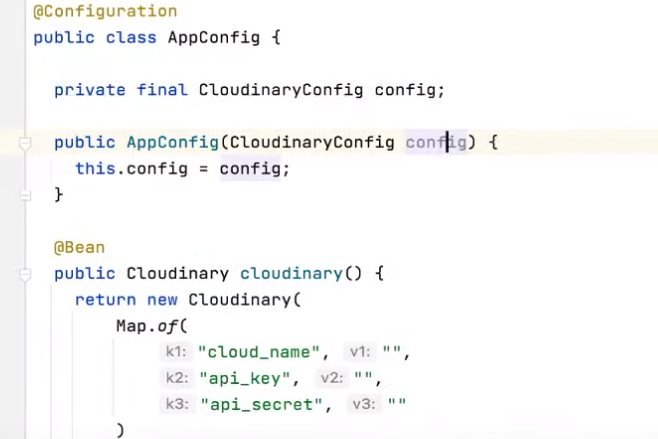 @Configuration
public class AppConfig {
private final CloudinaryConfig config;
public AppConfig(CloudinaryConfig config) {
this.config = config;
}
@Bean
public Cloudinary cloudinary() {
return new Cloudinary(
Map.of(
k1: "cloud_name", v1: "",
k2: "api_key", v2: "",
k3: "api_secret", v3: ""
)